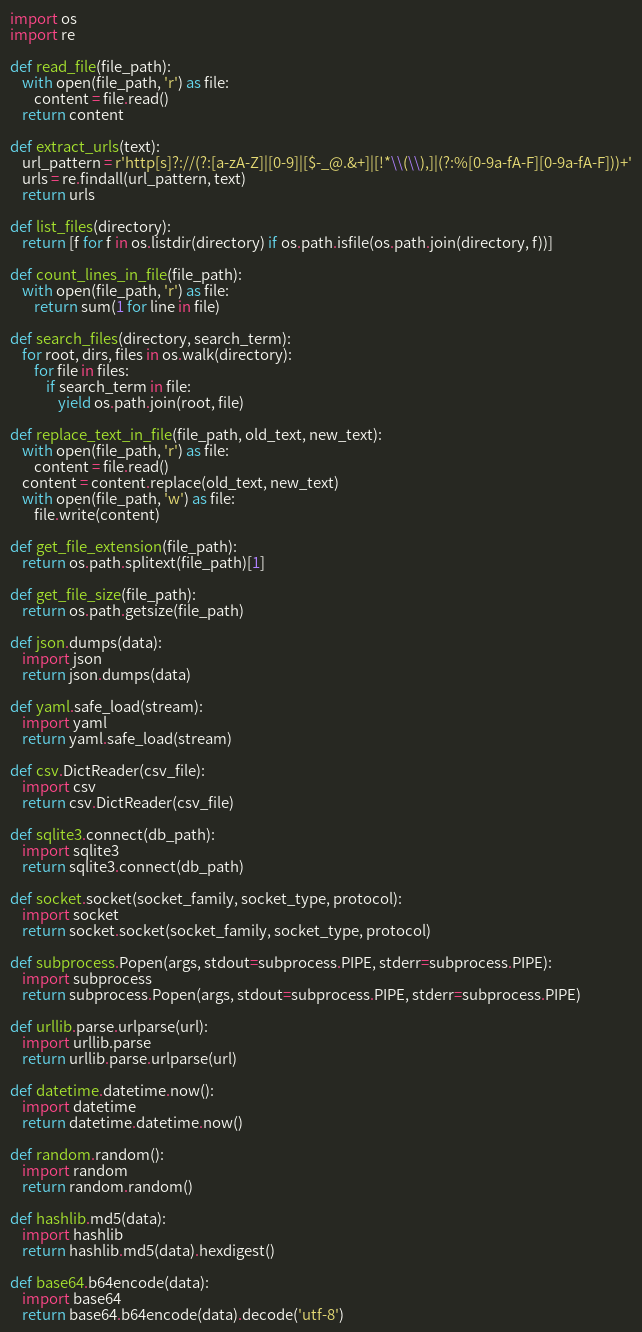 import os
import re

def read_file(file_path):
    with open(file_path, 'r') as file:
        content = file.read()
    return content

def extract_urls(text):
    url_pattern = r'http[s]?://(?:[a-zA-Z]|[0-9]|[$-_@.&+]|[!*\\(\\),]|(?:%[0-9a-fA-F][0-9a-fA-F]))+'
    urls = re.findall(url_pattern, text)
    return urls

def list_files(directory):
    return [f for f in os.listdir(directory) if os.path.isfile(os.path.join(directory, f))]

def count_lines_in_file(file_path):
    with open(file_path, 'r') as file:
        return sum(1 for line in file)

def search_files(directory, search_term):
    for root, dirs, files in os.walk(directory):
        for file in files:
            if search_term in file:
                yield os.path.join(root, file)

def replace_text_in_file(file_path, old_text, new_text):
    with open(file_path, 'r') as file:
        content = file.read()
    content = content.replace(old_text, new_text)
    with open(file_path, 'w') as file:
        file.write(content)

def get_file_extension(file_path):
    return os.path.splitext(file_path)[1]

def get_file_size(file_path):
    return os.path.getsize(file_path)

def json.dumps(data):
    import json
    return json.dumps(data)

def yaml.safe_load(stream):
    import yaml
    return yaml.safe_load(stream)

def csv.DictReader(csv_file):
    import csv
    return csv.DictReader(csv_file)

def sqlite3.connect(db_path):
    import sqlite3
    return sqlite3.connect(db_path)

def socket.socket(socket_family, socket_type, protocol):
    import socket
    return socket.socket(socket_family, socket_type, protocol)

def subprocess.Popen(args, stdout=subprocess.PIPE, stderr=subprocess.PIPE):
    import subprocess
    return subprocess.Popen(args, stdout=subprocess.PIPE, stderr=subprocess.PIPE)

def urllib.parse.urlparse(url):
    import urllib.parse
    return urllib.parse.urlparse(url)

def datetime.datetime.now():
    import datetime
    return datetime.datetime.now()

def random.random():
    import random
    return random.random()

def hashlib.md5(data):
    import hashlib
    return hashlib.md5(data).hexdigest()

def base64.b64encode(data):
    import base64
    return base64.b64encode(data).decode('utf-8')